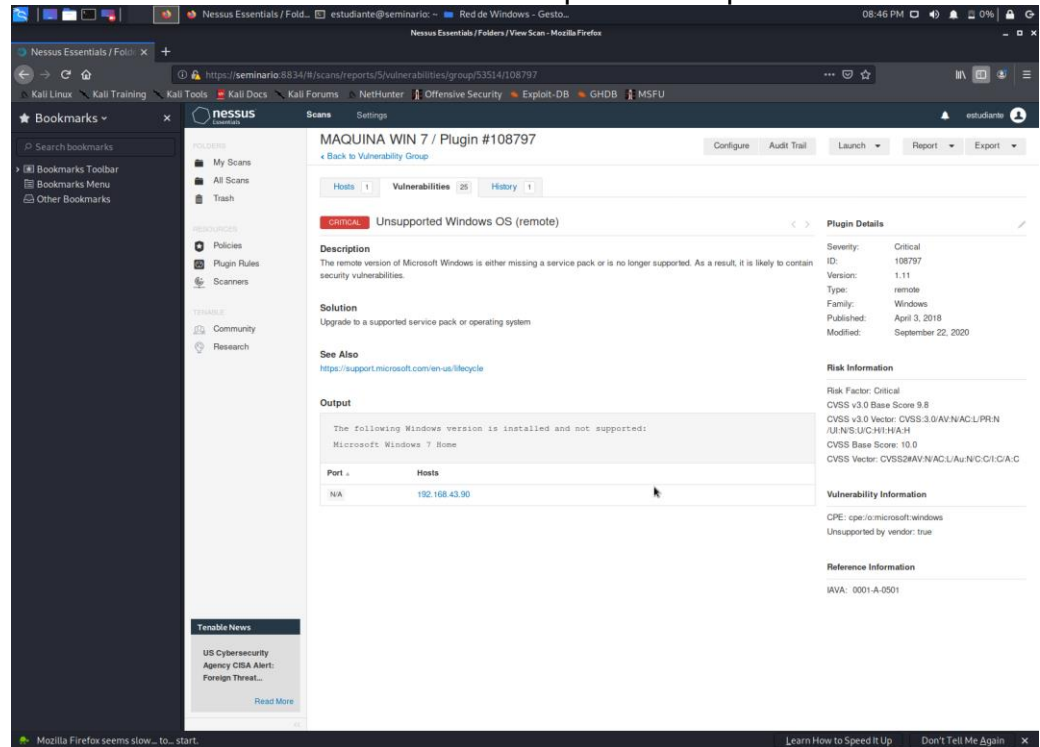 Nessus Essentials / Fold... estudiante@seminario: ~ Red de Windows - Gesto... 08:46 PM 0%
Nessus Essentials / Folders / View Scan - Mozilla Firefox
Nessus Essentials / Fold
https://seminario:8834/#/scans/reports/5/vulnerabilities/group/53514/108797
Kali Linux Kali Training Kali Tools Kali Docs Kali Forums NetHunter Offensive Security Exploit-DB GHDB MSFU
Bookmarks
Search bookmarks
Bookmarks Toolbar
Bookmarks Menu
Other Bookmarks
nessus
Essentials
Scans Settings estudiante
FOLDERS
My Scans
All Scans
Trash
RESOURCES
Policies
Plugin Rules
Scanners
TENABLE
Community
Research
Tenable News
US Cybersecurity
Agency CISA Alert:
Foreign Threat...
Read More
MAQUINA WIN 7 / Plugin #108797
< Back to Vulnerability Group
Configure Audit Trail Launch Report Export
Hosts 1 Vulnerabilities 25 History 1
CRITICAL Unsupported Windows OS (remote)
Description
The remote version of Microsoft Windows is either missing a service pack or is no longer supported. As a result, it is likely to contain
security vulnerabilities.
Solution
Upgrade to a supported service pack or operating system
See Also
https://support.microsoft.com/en-us/lifecycle
Output
The following Windows version is installed and not supported:
Microsoft Windows 7 Home
Port Hosts
N/A 192.168.43.90
Plugin Details
Severity: Critical
ID: 108797
Version: 1.11
Type: remote
Family: Windows
Published: April 3, 2018
Modified: September 22, 2020
Risk Information
Risk Factor: Critical
CVSS v3.0 Base Score 9.8
CVSS v3.0 Vector: CVSS:3.0/AV:N/AC:L/PR:N
/UI:N/S:U/C:H/I:H/A:H
CVSS Base Score: 10.0
CVSS Vector: CVSS2#AV:N/AC:L/Au:N/C:C/I:C/A:C
Vulnerability Information
CPE: cpe:/o:microsoft:windows
Unsupported by vendor: true
Reference Information
IAVA: 0001-A-0501
Mozilla Firefox seems slow... to... start. Learn How to Speed It Up Don't Tell Me Again